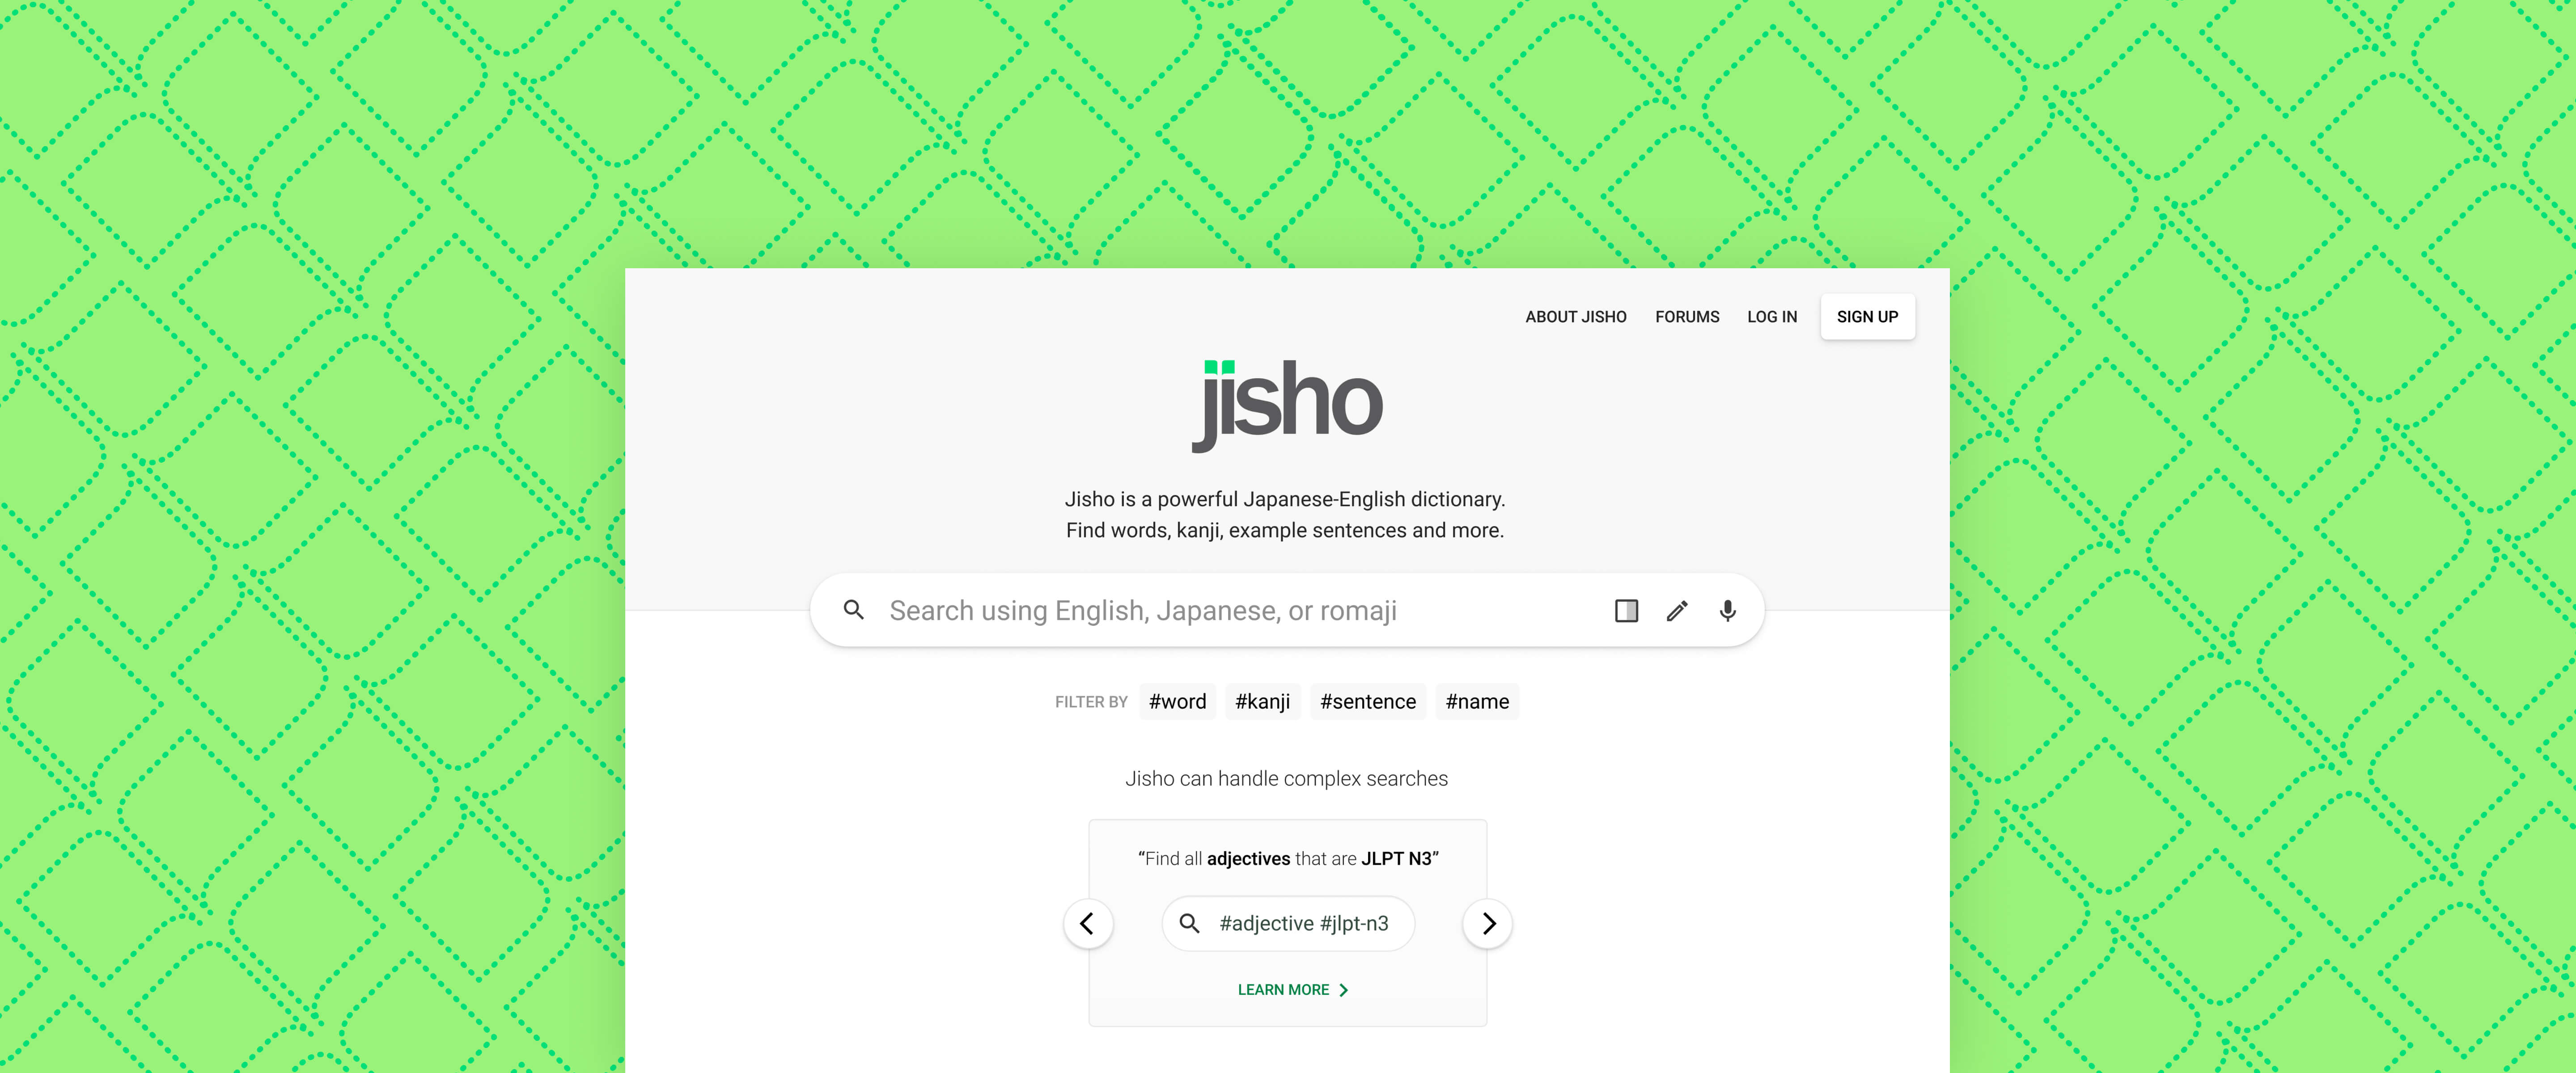 ABOUT JISHO FORUMS LOG IN SIGN UP
jisho
Jisho is a powerful Japanese-English dictionary.
Find words, kanji, example sentences and more.
Search using English, Japanese, or romaji
FILTER BY #word #kanji #sentence #name
Jisho can handle complex searches
“Find all adjectives that are JLPT N3”
#adjective #jlpt-n3
LEARN MORE